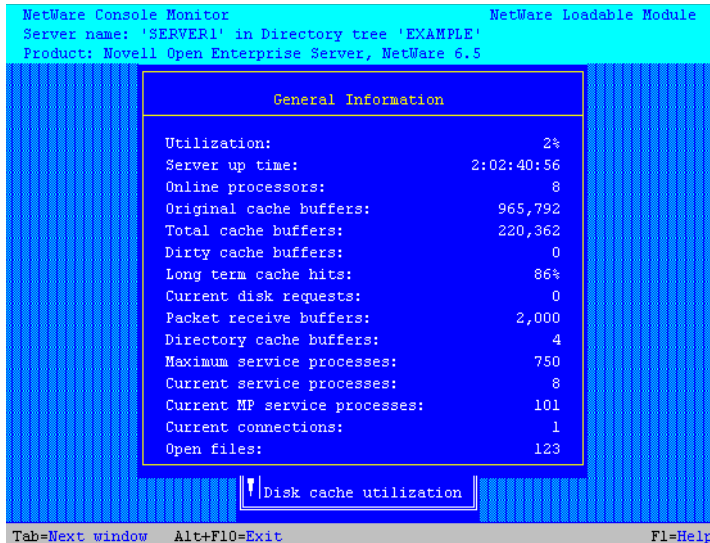 NetWare Console Monitor NetWare Loadable Module
Server name: 'SERVER1' in Directory tree 'EXAMPLE'
Product: Novell Open Enterprise Server, NetWare 6.5
General Information
Utilization: 2%
Server up time: 2:02:40:56
Online processors: 8
Original cache buffers: 965,792
Total cache buffers: 220,362
Dirty cache buffers: 0
Long term cache hits: 86%
Current disk requests: 0
Packet receive buffers: 2,000
Directory cache buffers: 4
Maximum service processes: 750
Current service processes: 8
Current MP service processes: 101
Current connections: 1
Open files: 123
Disk cache utilization
Tab=Next window Alt+F10=Exit F1=Help